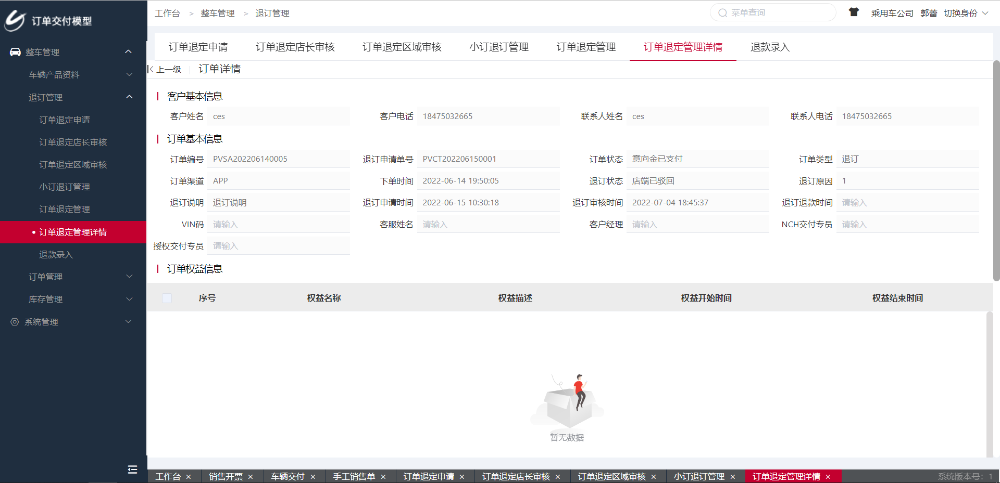 订单交付模型
工作台 > 整车管理 > 退订管理
菜单查询
乘用车公司 郭蕾 切换身份
整车管理
车辆产品资料
退订管理
订单退定申请
订单退定店长审核
订单退定区域审核
小订退订管理
订单退定管理
订单退定管理详情
退款录入
订单管理
库存管理
系统管理
订单退定申请 订单退定店长审核 订单退定区域审核 小订退订管理 订单退定管理 订单退定管理详情 退款录入
上一级 订单详情
客户基本信息
客户姓名 ces 客户电话 18475032665 联系人姓名 ces 联系人电话 18475032665
订单基本信息
订单编号 PVSA202206140005 退订申请单号 PVCT202206150001 订单状态 意向金已支付 订单类型 退订
订单渠道 APP 下单时间 2022-06-14 19:50:05 退订状态 店端已驳回 退订原因 1
退订说明 退订说明 退订申请时间 2022-06-15 10:30:18 退订审核时间 2022-07-04 18:45:37 退订退款时间 请输入
VIN码 请输入 客服姓名 请输入 客户经理 请输入 NCH交付专员 请输入
授权交付专员 请输入
订单权益信息
序号 权益名称 权益描述 权益开始时间 权益结束时间
暂无数据
工作台 × 销售开票 × 车辆交付 × 手工销售单 × 订单退定申请 × 订单退定店长审核 × 订单退定区域审核 × 小订退订管理 × 订单退定管理详情 × 系统版本号：1